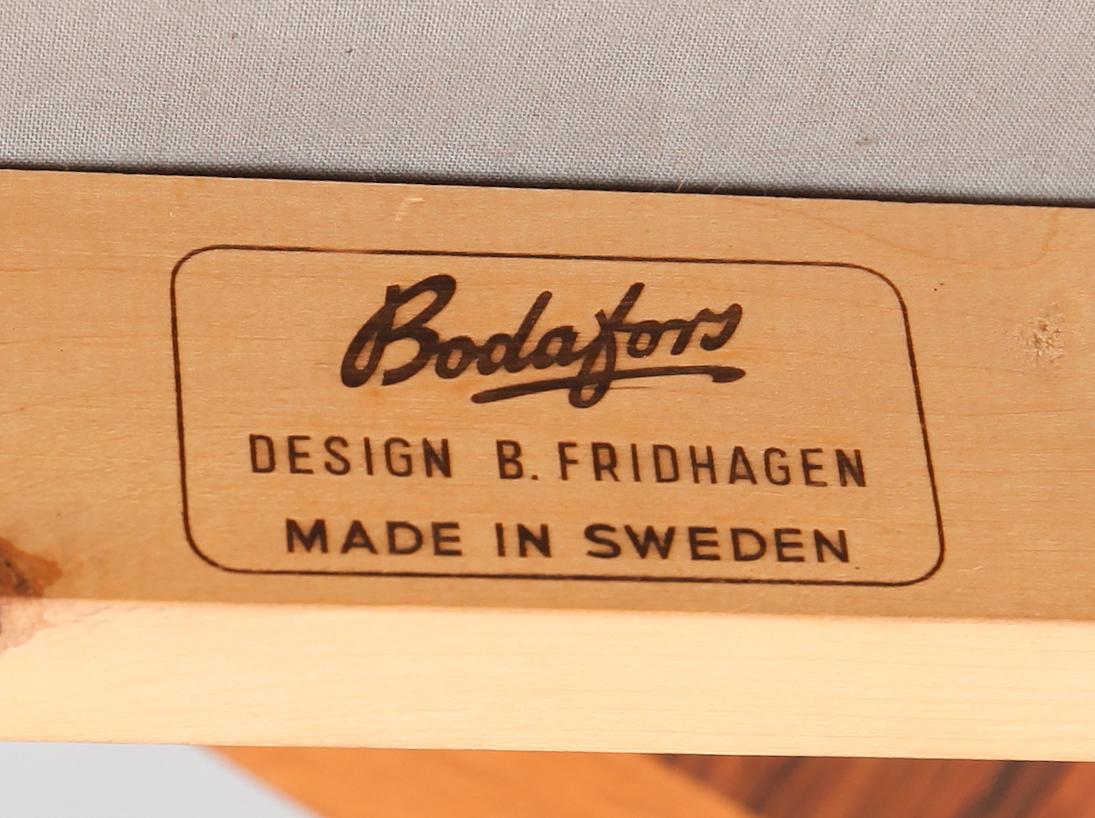 Bodafors
DESIGN B. FRIDHAGEN
MADE IN SWEDEN